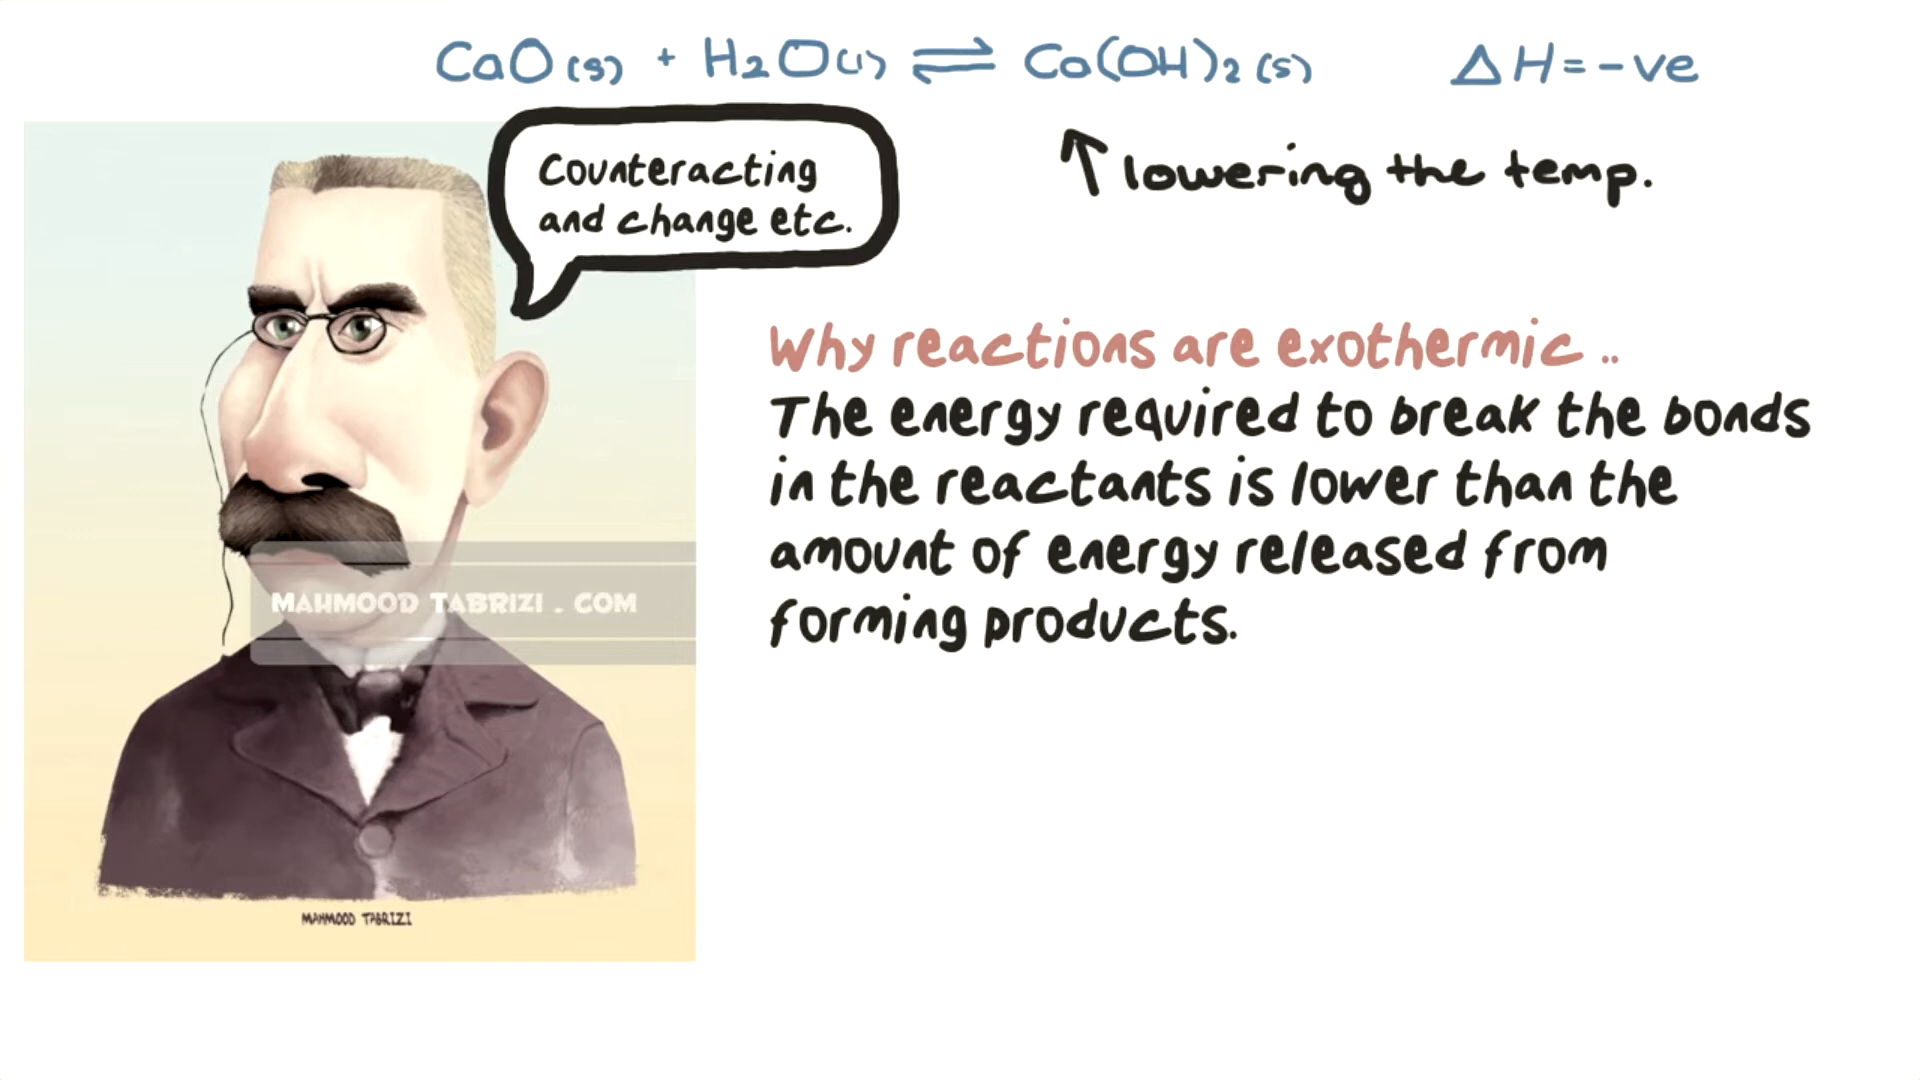 CaO(s) + H2O(l) ⇌ Ca(OH)2(s) ΔH = -ve
Counteracting
and change etc.
↑ lowering the temp.
Why reactions are exothermic ..
The energy required to break the bonds
in the reactants is lower than the
amount of energy released from
forming products.
MAHMOOD TABRIZI . COM
MAHMOOD TABRIZI